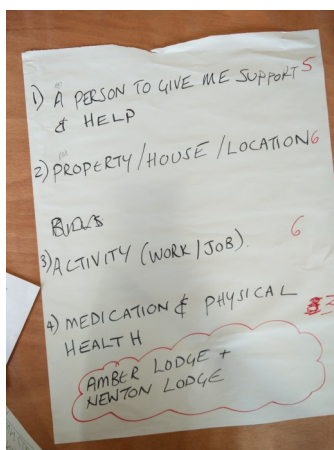 1) A PERSON TO GIVE ME SUPPORT 5
& HELP
2) PROPERTY/HOUSE/LOCATION 6
6
3) ACTIVITY (WORK/JOB).
4) MEDICATION & PHYSICAL 3
HEALTH
AMBER LODGE +
NEWTON LODGE